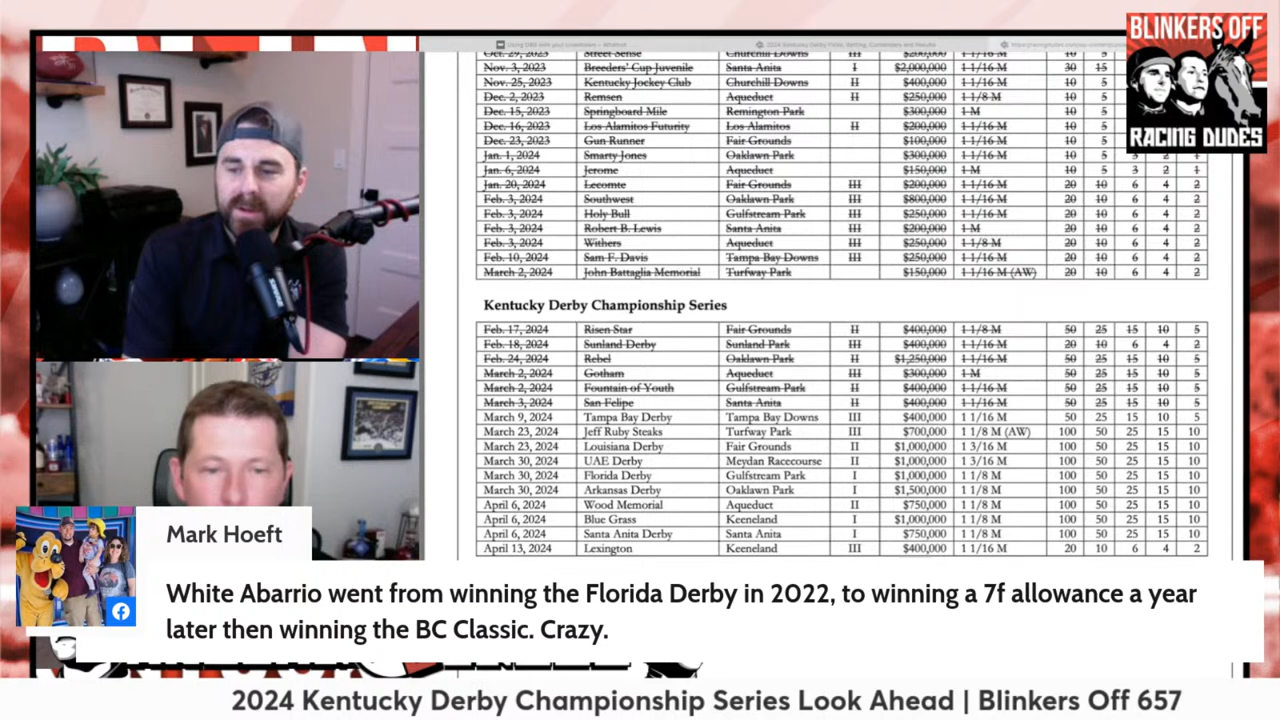 BLINKERS OFF
RACING DUDES
Oct. 29, 2023 Street Sense Churchill Downs III $200,000 1 1/16 M 10 5
Nov. 3, 2023 Breeders' Cup Juvenile Santa Anita I $2,000,000 1 1/16 M 30 15
Nov. 25, 2023 Kentucky Jockey Club Churchill Downs II $400,000 1 1/16 M 10 5
Dec. 2, 2023 Remsen Aqueduct II $250,000 1 1/8 M 10 5
Dec. 15, 2023 Springboard Mile Remington Park $300,000 1 M 10 5
Dec. 16, 2023 Los Alamitos Futurity Los Alamitos II $200,000 1 1/16 M 10 5
Dec. 23, 2023 Gun Runner Fair Grounds $100,000 1 1/16 M 10 5
Jan. 1, 2024 Smarty Jones Oaklawn Park $300,000 1 1/16 M 10 5 3 2 1
Jan. 6, 2024 Jerome Aqueduct $150,000 1 M 10 5 3 2 1
Jan. 20, 2024 Lecomte Fair Grounds III $200,000 1 1/16 M 20 10 6 4 2
Feb. 3, 2024 Southwest Oaklawn Park III $800,000 1 1/16 M 20 10 6 4 2
Feb. 3, 2024 Holy Bull Gulfstream Park III $250,000 1 1/16 M 20 10 6 4 2
Feb. 3, 2024 Robert B. Lewis Santa Anita III $200,000 1 M 20 10 6 4 2
Feb. 3, 2024 Withers Aqueduct III $250,000 1 1/8 M 20 10 6 4 2
Feb. 10, 2024 Sam F. Davis Tampa Bay Downs III $250,000 1 1/16 M 20 10 6 4 2
March 2, 2024 John Battaglia Memorial Turfway Park $150,000 1 1/16 M (AW) 20 10 6 4 2
Kentucky Derby Championship Series
Feb. 17, 2024 Risen Star Fair Grounds II $400,000 1 1/8 M 50 25 15 10 5
Feb. 18, 2024 Sunland Derby Sunland Park III $400,000 1 1/16 M 20 10 6 4 2
Feb. 24, 2024 Rebel Oaklawn Park II $1,250,000 1 1/16 M 50 25 15 10 5
March 2, 2024 Gotham Aqueduct III $300,000 1 M 50 25 15 10 5
March 2, 2024 Fountain of Youth Gulfstream Park II $400,000 1 1/16 M 50 25 15 10 5
March 3, 2024 San Felipe Santa Anita II $400,000 1 1/16 M 50 25 15 10 5
March 9, 2024 Tampa Bay Derby Tampa Bay Downs III $400,000 1 1/16 M 50 25 15 10 5
March 23, 2024 Jeff Ruby Steaks Turfway Park III $700,000 1 1/8 M (AW) 100 50 25 15 10
March 23, 2024 Louisiana Derby Fair Grounds II $1,000,000 1 3/16 M 100 50 25 15 10
March 30, 2024 UAE Derby Meydan Racecourse II $1,000,000 1 3/16 M 100 50 25 15 10
March 30, 2024 Florida Derby Gulfstream Park I $1,000,000 1 1/8 M 100 50 25 15 10
March 30, 2024 Arkansas Derby Oaklawn Park I $1,500,000 1 1/8 M 100 50 25 15 10
April 6, 2024 Wood Memorial Aqueduct II $750,000 1 1/8 M 100 50 25 15 10
April 6, 2024 Blue Grass Keeneland I $1,000,000 1 1/8 M 100 50 25 15 10
April 6, 2024 Santa Anita Derby Santa Anita I $750,000 1 1/8 M 100 50 25 15 10
April 13, 2024 Lexington Keeneland III $400,000 1 1/16 M 20 10 6 4 2
Mark Hoeft
White Abarrio went from winning the Florida Derby in 2022, to winning a 7f allowance a year
later then winning the BC Classic. Crazy.
2024 Kentucky Derby Championship Series Look Ahead | Blinkers Off 657